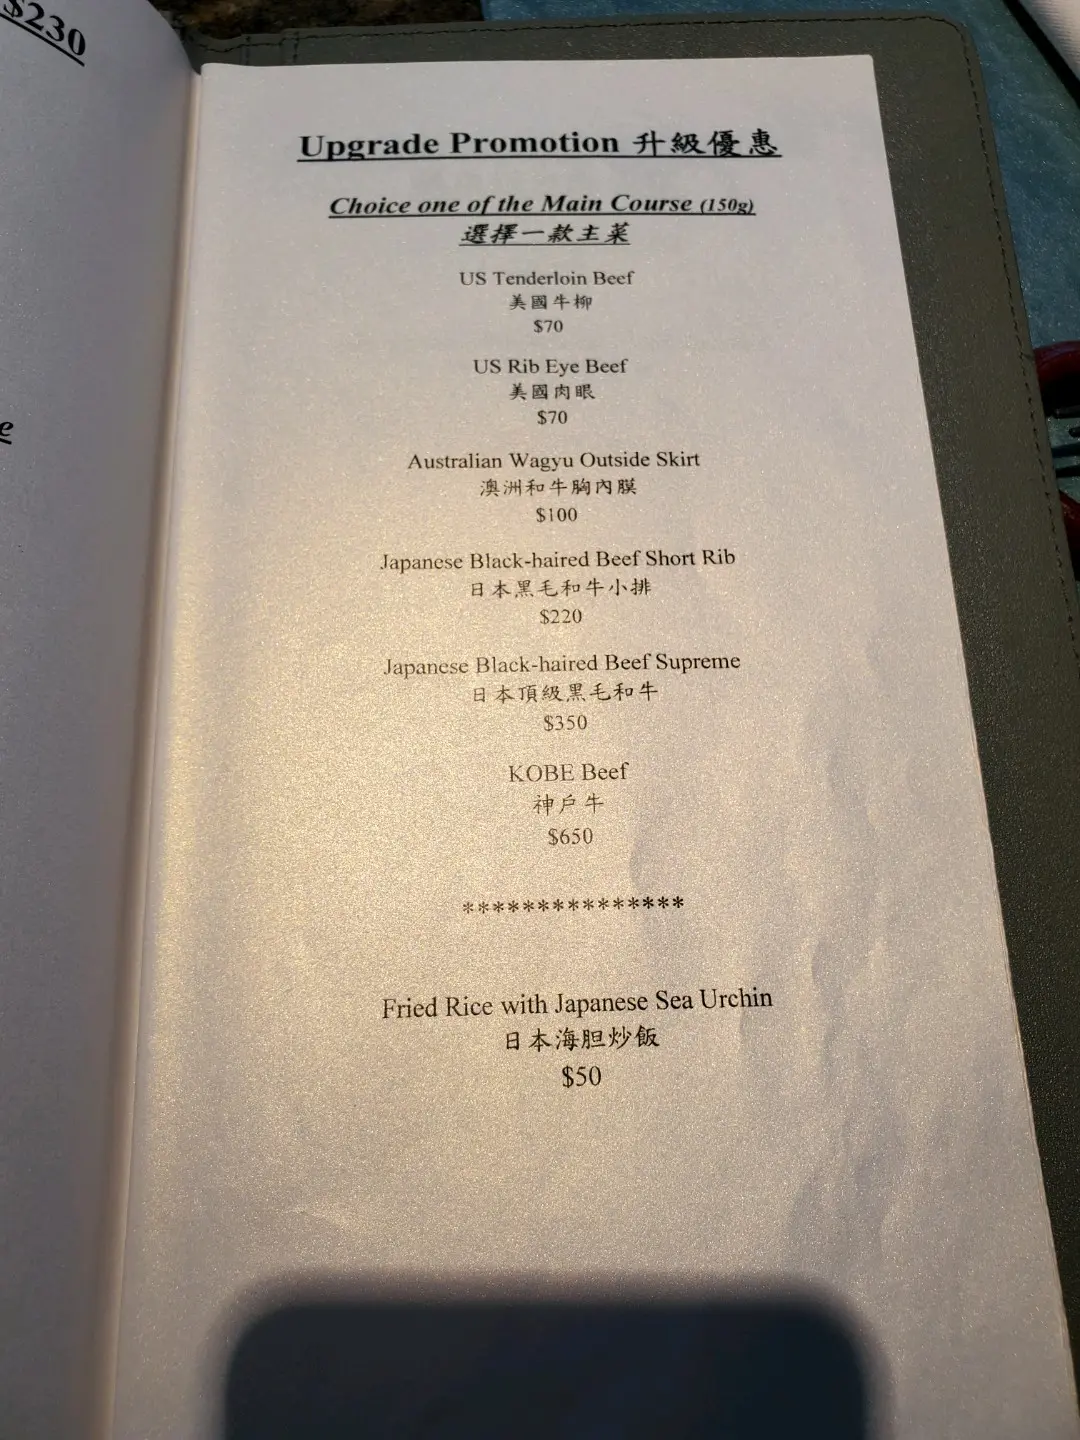 $230
e
Upgrade Promotion 升級優惠
Choice one of the Main Course (150g)
選擇一款主菜
US Tenderloin Beef
美國牛柳
$70
US Rib Eye Beef
美國肉眼
$70
Australian Wagyu Outside Skirt
澳洲和牛胸內膜
$100
Japanese Black-haired Beef Short Rib
日本黑毛和牛小排
$220
Japanese Black-haired Beef Supreme
日本頂級黑毛和牛
$350
KOBE Beef
神戶牛
$650
***************
Fried Rice with Japanese Sea Urchin
日本海胆炒飯
$50